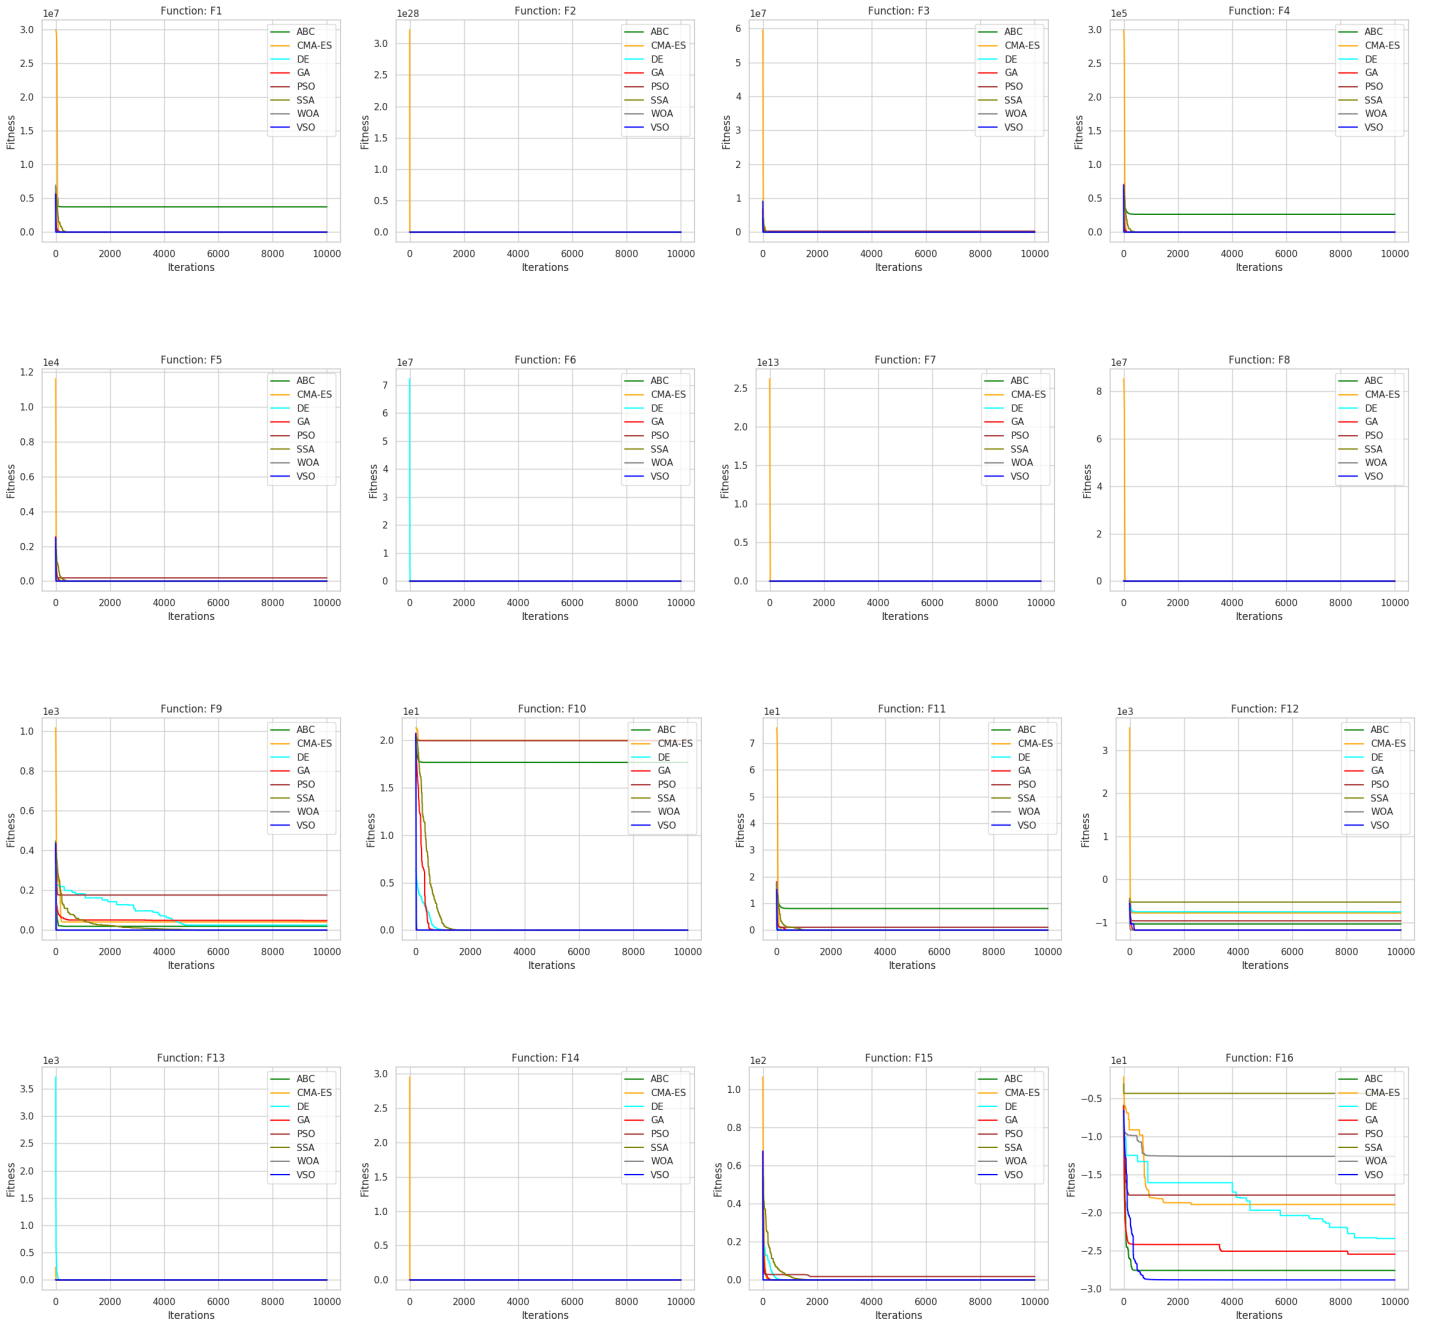 Function: F1
1e7
3.0
2.5
2.0
1.5
1.0
0.5
0.0
Fitness
ABC
CMA-ES
DE
GA
PSO
SSA
WOA
VSO
0 2000 4000 6000 8000 10000
Iterations
Function: F2
1e28
3.0
2.5
2.0
1.5
1.0
0.5
0.0
Fitness
ABC
CMA-ES
DE
GA
PSO
SSA
WOA
VSO
0 2000 4000 6000 8000 10000
Iterations
Function: F3
1e7
6
5
4
3
2
1
0
Fitness
ABC
CMA-ES
DE
GA
PSO
SSA
WOA
VSO
0 2000 4000 6000 8000 10000
Iterations
Function: F4
1e5
3.0
2.5
2.0
1.5
1.0
0.5
0.0
Fitness
ABC
CMA-ES
DE
GA
PSO
SSA
WOA
VSO
0 2000 4000 6000 8000 10000
Iterations
Function: F5
1e4
1.2
1.0
0.8
0.6
0.4
0.2
0.0
Fitness
ABC
CMA-ES
DE
GA
PSO
SSA
WOA
VSO
0 2000 4000 6000 8000 10000
Iterations
Function: F6
1e7
7
6
5
4
3
2
1
0
Fitness
ABC
CMA-ES
DE
GA
PSO
SSA
WOA
VSO
0 2000 4000 6000 8000 10000
Iterations
Function: F7
1e13
2.5
2.0
1.5
1.0
0.5
0.0
Fitness
ABC
CMA-ES
DE
GA
PSO
SSA
WOA
VSO
0 2000 4000 6000 8000 10000
Iterations
Function: F8
1e7
8
6
4
2
0
Fitness
ABC
CMA-ES
DE
GA
PSO
SSA
WOA
VSO
0 2000 4000 6000 8000 10000
Iterations
Function: F9
1e3
1.0
0.8
0.6
0.4
0.2
0.0
Fitness
ABC
CMA-ES
DE
GA
PSO
SSA
WOA
VSO
0 2000 4000 6000 8000 10000
Iterations
Function: F10
1e1
2.0
1.5
1.0
0.5
0.0
Fitness
ABC
CMA-ES
DE
GA
PSO
SSA
WOA
VSO
0 2000 4000 6000 8000 10000
Iterations
Function: F11
1e1
7
6
5
4
3
2
1
0
Fitness
ABC
CMA-ES
DE
GA
PSO
SSA
WOA
VSO
0 2000 4000 6000 8000 10000
Iterations
Function: F12
1e3
3
2
1
0
−1
Fitness
ABC
CMA-ES
DE
GA
PSO
SSA
WOA
VSO
0 2000 4000 6000 8000 10000
Iterations
Function: F13
1e3
3.5
3.0
2.5
2.0
1.5
1.0
0.5
0.0
Fitness
ABC
CMA-ES
DE
GA
PSO
SSA
WOA
VSO
0 2000 4000 6000 8000 10000
Iterations
Function: F14
1e4
3.0
2.5
2.0
1.5
1.0
0.5
0.0
Fitness
ABC
CMA-ES
DE
GA
PSO
SSA
WOA
VSO
0 2000 4000 6000 8000 10000
Iterations
Function: F15
1e2
1.0
0.8
0.6
0.4
0.2
0.0
Fitness
ABC
CMA-ES
DE
GA
PSO
SSA
WOA
VSO
0 2000 4000 6000 8000 10000
Iterations
Function: F16
1e1
−0.5
−1.0
−1.5
−2.0
−2.5
−3.0
Fitness
ABC
CMA-ES
DE
GA
PSO
SSA
WOA
VSO
0 2000 4000 6000 8000 10000
Iterations